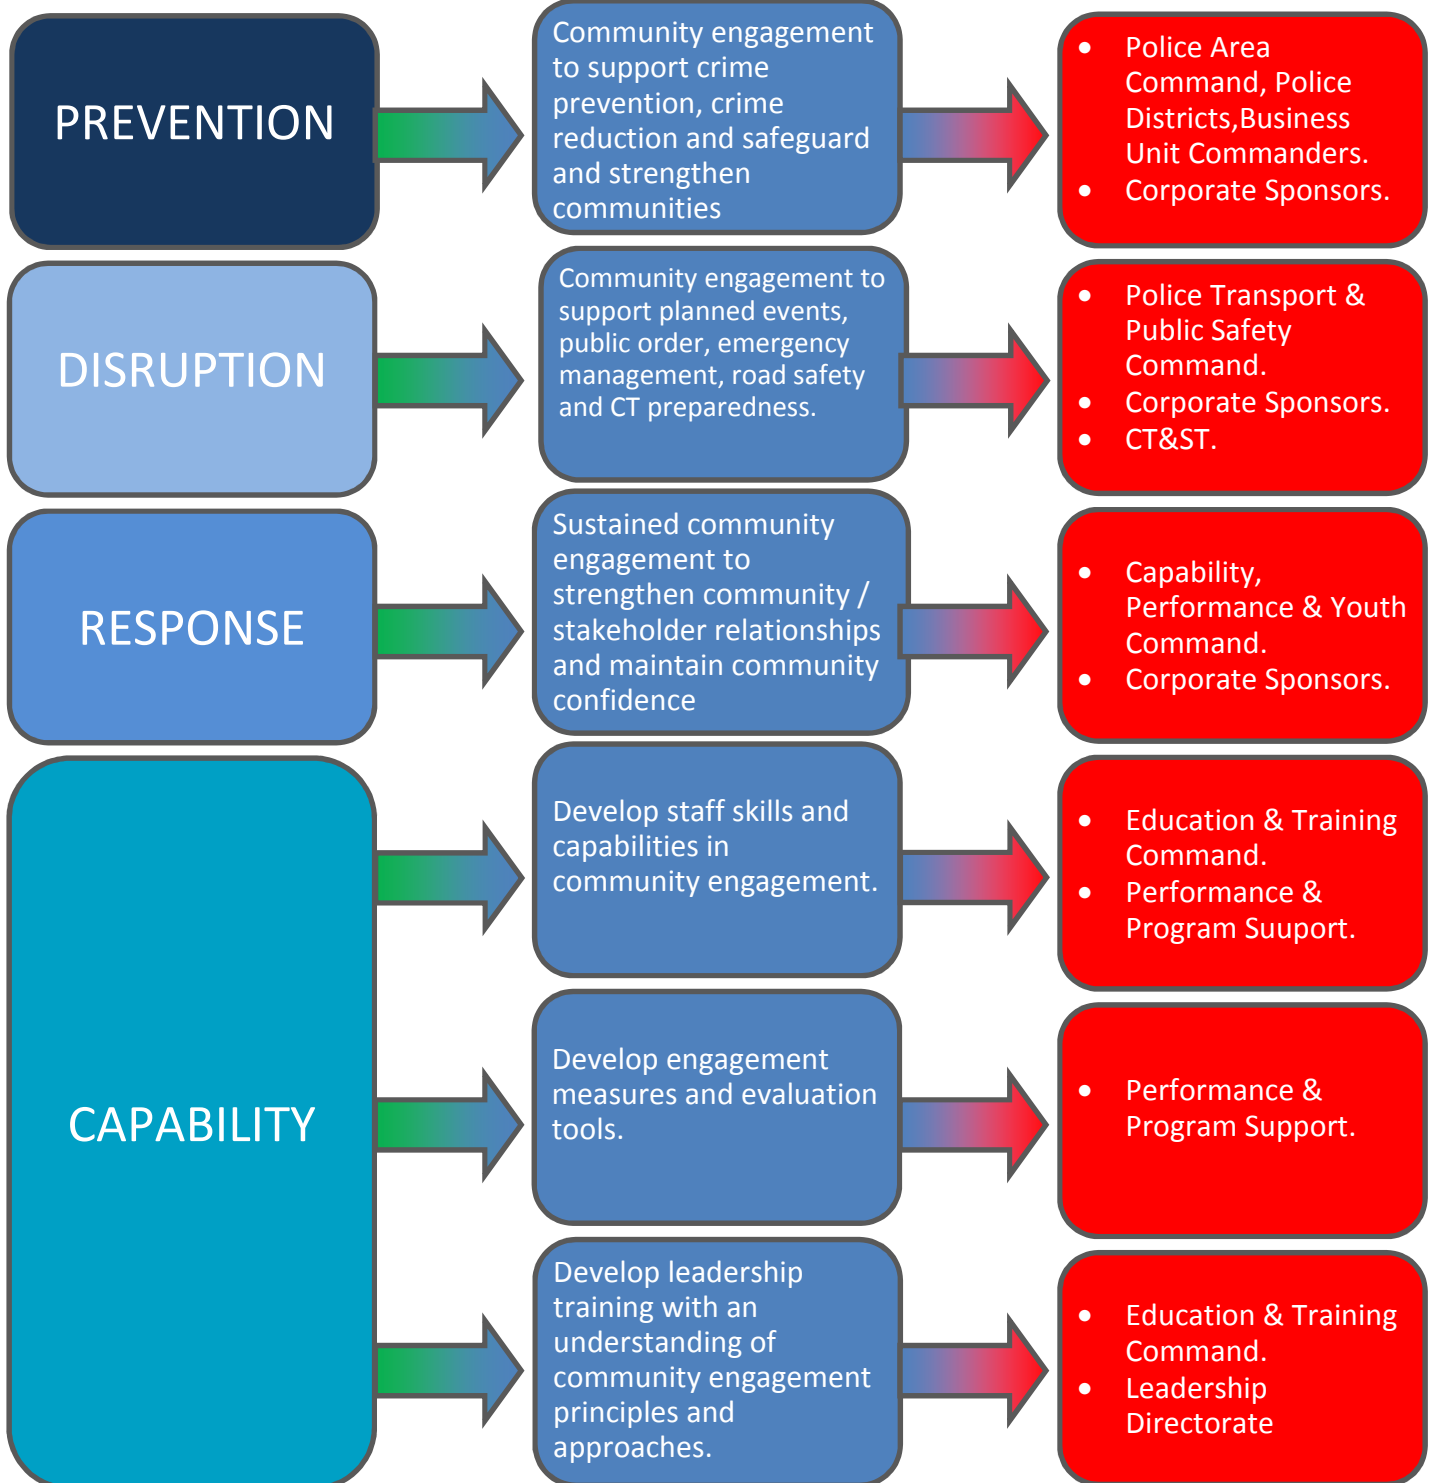 PREVENTION
Community engagement
to support crime
prevention, crime
reduction and safeguard
and strengthen
communities
• Police Area
Command, Police
Districts,Business
Unit Commanders.
• Corporate Sponsors.
DISRUPTION
Community engagement to
support planned events,
public order, emergency
management, road safety
and CT preparedness.
• Police Transport &
Public Safety
Command.
• Corporate Sponsors.
• CT&ST.
RESPONSE
Sustained community
engagement to
strengthen community /
stakeholder relationships
and maintain community
confidence
• Capability,
Performance & Youth
Command.
• Corporate Sponsors.
CAPABILITY
Develop staff skills and
capabilities in
community engagement.
• Education & Training
Command.
• Performance &
Program Suuport.
Develop engagement
measures and evaluation
tools.
• Performance &
Program Support.
Develop leadership
training with an
understanding of
community engagement
principles and
approaches.
• Education & Training
Command.
• Leadership
Directorate